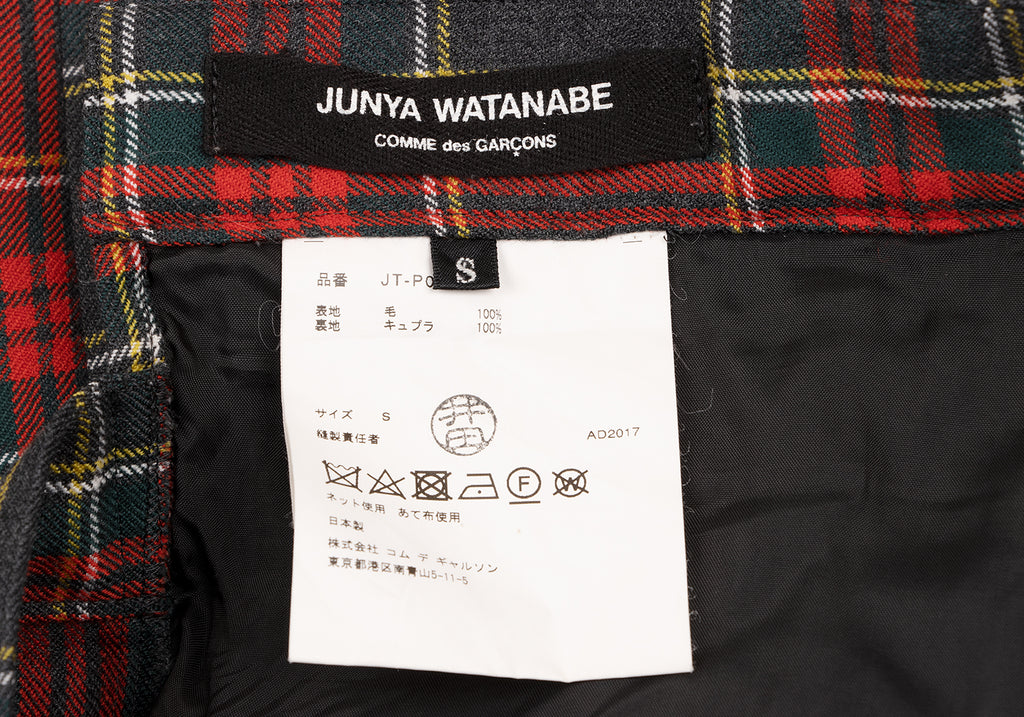 JUNYA WATANABE
COMME des GARÇONS
S
品番 JT-P0
表地 毛 100%
裏地 キュプラ 100%
サイズ S
縫製責任者 井田
AD2017
F
W
ネット使用 あて布使用
日本製
株式会社 コム デ ギャルソン
東京都港区南青山5-11-5